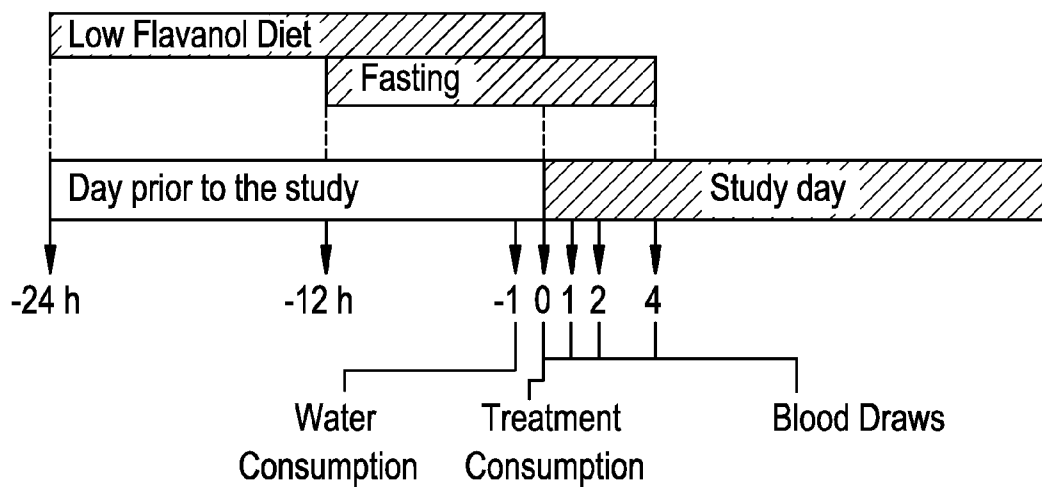 Low Flavanol Diet
Fasting
Day prior to the study
Study day
-24 h
-12 h
-1
0
1
2
4
Water
Consumption
Treatment
Consumption
Blood Draws